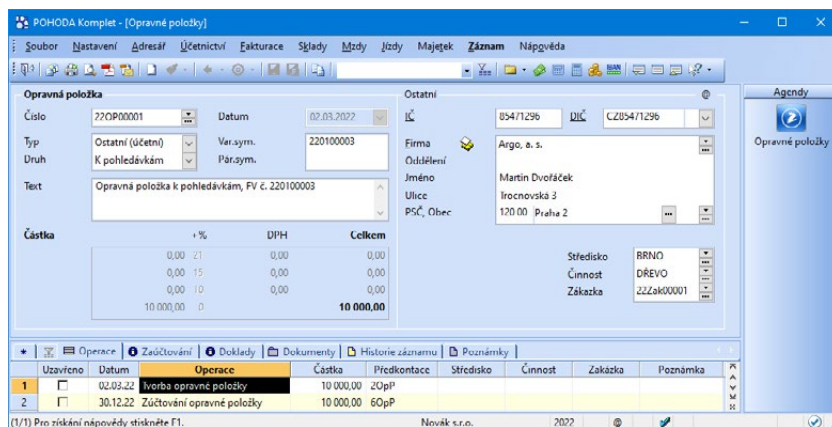 POHODA Komplet - [Opravné položky]
Soubor Nastavení Adresář Účetnictví Fakturace Sklady Mzdy Jízdy Majetek Záznam Nápověda
Opravná položka
Ostatní @
Agendy
Číslo 22OP00001 Datum 02.03.2022
IČ 85471296 DIČ CZ85471296
Typ Ostatní (účetní) Var.sym. 220100003
Firma Argo, a. s.
Opravné položky
Druh K pohledávkám Pár.sym.
Oddělení
Jméno Martin Dvořáček
Text Opravná položka k pohledávkám, FV č. 220100003
Ulice Trocnovská 3
PSČ, Obec 120 00 Praha 2
Částka % DPH Celkem
0,00 21 0,00 0,00
Středisko BRNO
0,00 15 0,00 0,00
Činnost DŘEVO
0,00 10 0,00 0,00
Zakázka 22Zak00001
10 000,00 0 10 000,00
Operace Zaúčtování Doklady Dokumenty Historie záznamu Poznámky
Uzavřeno Datum Operace Částka Předkontace Středisko Činnost Zakázka Poznámka
1 02.03.22 Tvorba opravné položky 10 000,00 2OpP
2 30.12.22 Zúčtování opravné položky 10 000,00 6OpP
(1/1) Pro získání nápovědy stiskněte F1. Novák s.r.o. 2022 @